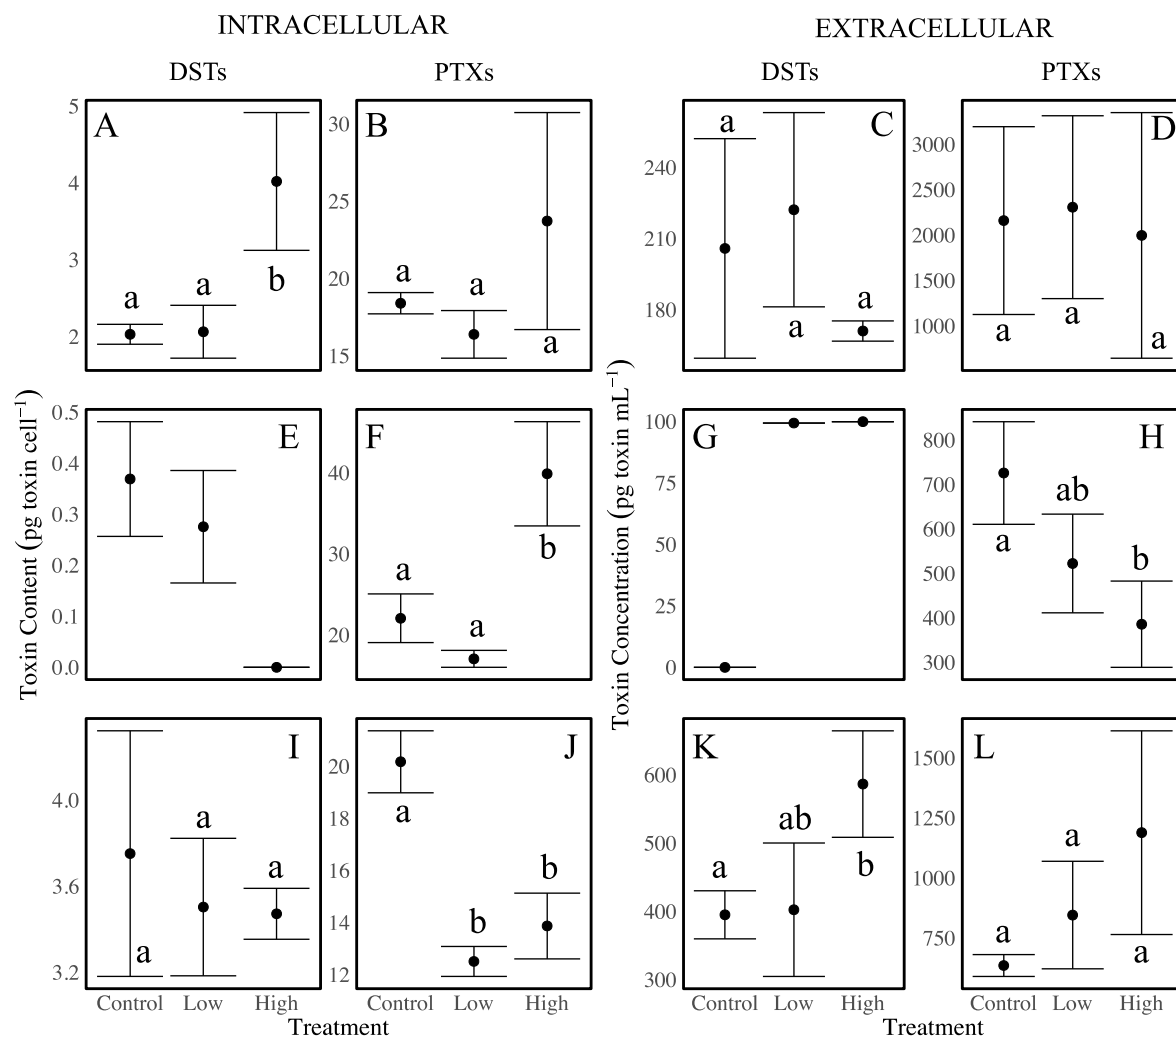 INTRACELLULAR
EXTRACELLULAR
DSTs
PTXs
DSTs
PTXs
A
5
4
3
2
a
a
b
B
30
25
20
15
a
a
a
C
240
210
180
a
a
a
D
3000
2500
2000
1500
1000
a
a
a
Toxin Content (pg toxin cell⁻¹)
E
0.5
0.4
0.3
0.2
0.1
0.0
F
40
30
20
a
a
b
Toxin Concentration (pg toxin mL⁻¹)
G
100
75
50
25
0
H
800
700
600
500
400
300
a
ab
b
I
4.0
3.6
3.2
a
a
a
Control
Low
High
J
20
18
16
14
12
a
b
b
Control
Low
High
Treatment
K
600
500
400
300
a
ab
b
Control
Low
High
L
1500
1250
1000
750
a
a
a
Control
Low
High
Treatment